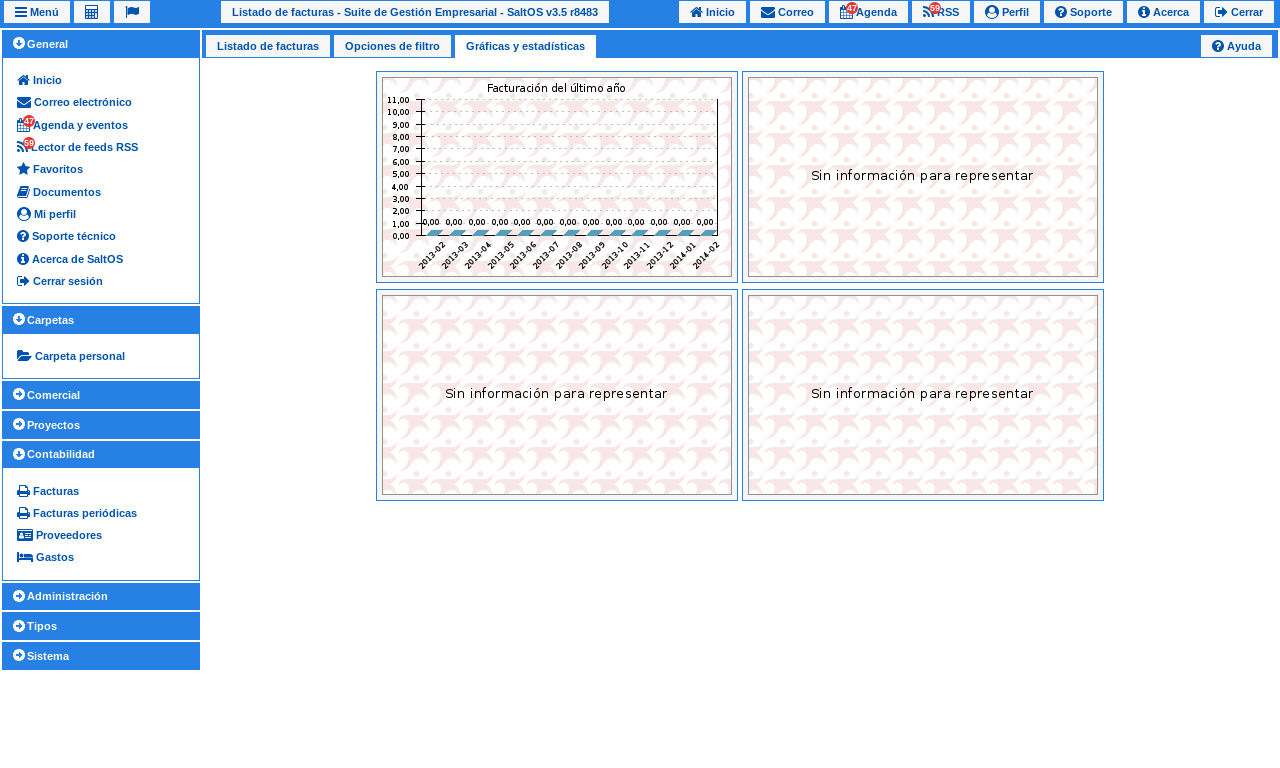 Menú
Listado de facturas - Suite de Gestión Empresarial - SaltOS v3.5 r8483
Inicio
Correo
47
Agenda
59
RSS
Perfil
Soporte
Acerca
Cerrar
General
Inicio
Correo electrónico
47
Agenda y eventos
59
Lector de feeds RSS
Favoritos
Documentos
Mi perfil
Soporte técnico
Acerca de SaltOS
Cerrar sesión
Carpetas
Carpeta personal
Comercial
Proyectos
Contabilidad
Facturas
Facturas periódicas
Proveedores
Gastos
Administración
Tipos
Sistema
Listado de facturas
Opciones de filtro
Gráficas y estadísticas
Ayuda
Facturación del último año
11,00
10,00
9,00
8,00
7,00
6,00
5,00
4,00
3,00
2,00
1,00
0,00
0,00 0,00 0,00 0,00 0,00 0,00 0,00 0,00 0,00 0,00 0,00 0,00 0,00
2013-02 2013-03 2013-04 2013-05 2013-06 2013-07 2013-08 2013-09 2013-10 2013-11 2013-12 2014-01 2014-02
Sin información para representar
Sin información para representar
Sin información para representar